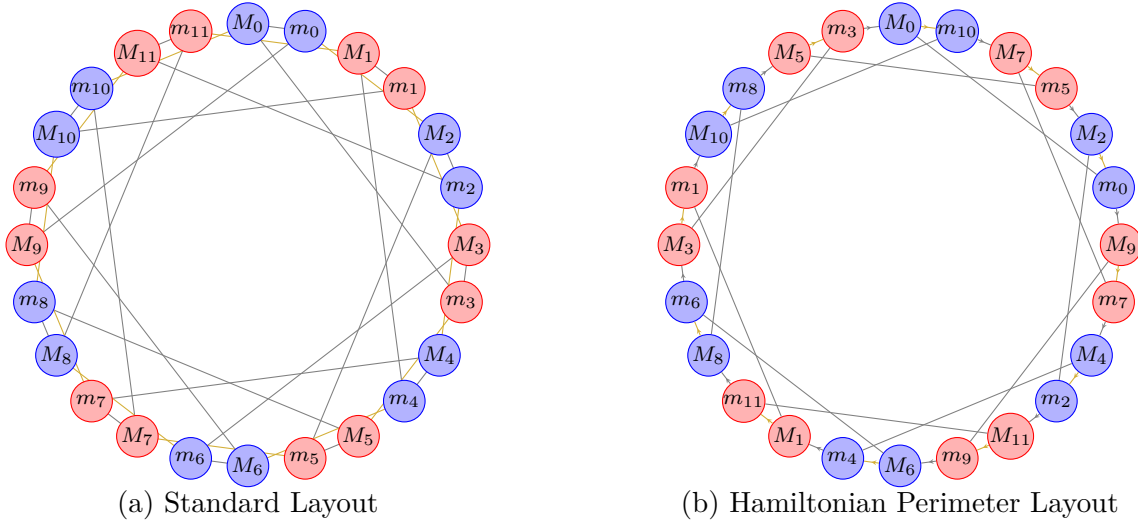 M₀ m₀ M₁ m₁ M₂ m₂ M₃ m₃ M₄ m₄ M₅ m₅ M₆ m₆ M₇ m₇ M₈ m₈ M₉ m₉ M₁₀ m₁₀ M₁₁ m₁₁
(a) Standard Layout
M₀ m₁₀ M₇ m₅ M₂ m₀ M₉ m₇ M₄ m₂ M₁₁ m₉ M₆ m₄ M₁ m₁₁ M₈ m₆ M₃ m₁ M₁₀ m₈ M₅ m₃
(b) Hamiltonian Perimeter Layout